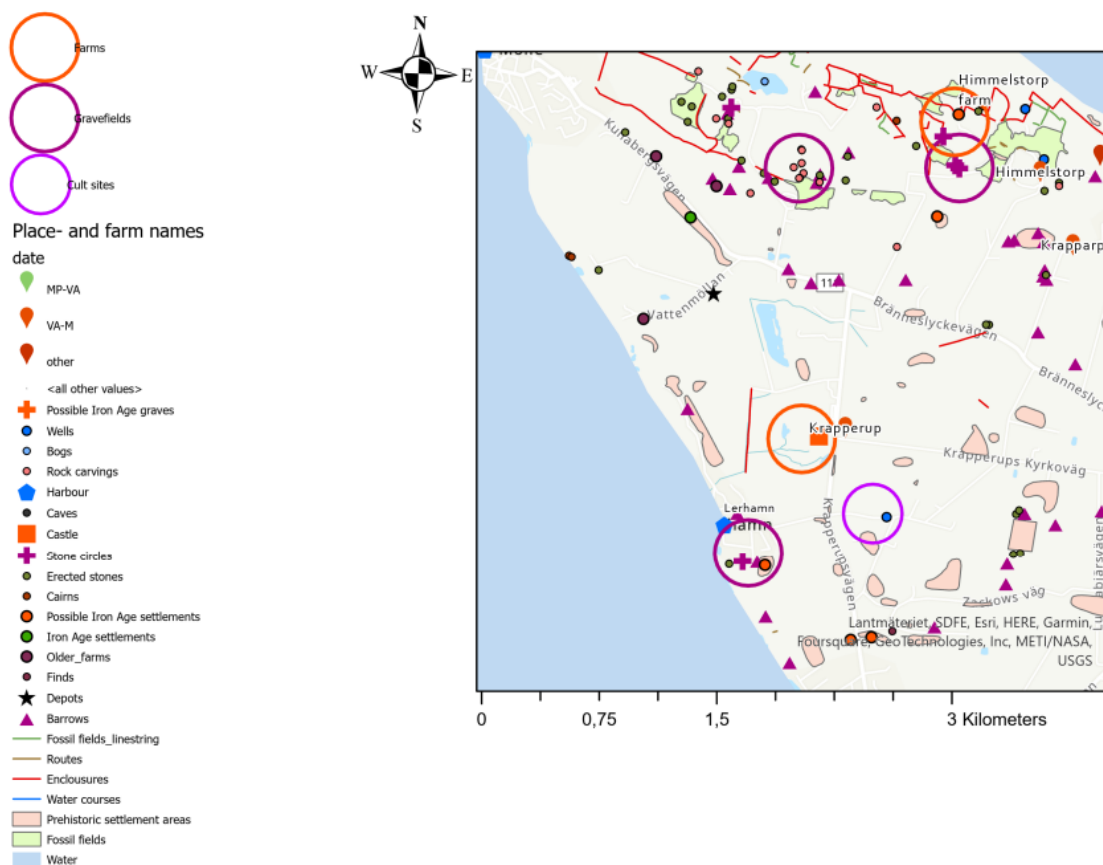 Farms
Gravefields
Cult sites
Place- and farm names
date
MP-VA
VA-M
other
<all other values>
Possible Iron Age graves
Wells
Bogs
Rock carvings
Harbour
Caves
Castle
Stone circles
Erected stones
Cairns
Possible Iron Age settlements
Iron Age settlements
Older_farms
Finds
Depots
Barrows
Fossil fields_linestring
Routes
Enclousures
Water courses
Prehistoric settlement areas
Fossil fields
Water
N
W
E
S
Himmelstorp
farm
Kullabergsvägen
Himmelstorp
Krapparp
11
Vattenmöllan
Bränneslyckevägen
Krapperup
Krapperups Kyrkoväg
Lerhamn
Krapperupsvägen
Zackows väg
Lantmäteriet, SDFE, Esri, HERE, Garmin,
Foursquare, GeoTechnologies, Inc, METI/NASA,
USGS
0
0,75
1,5
3 Kilometers